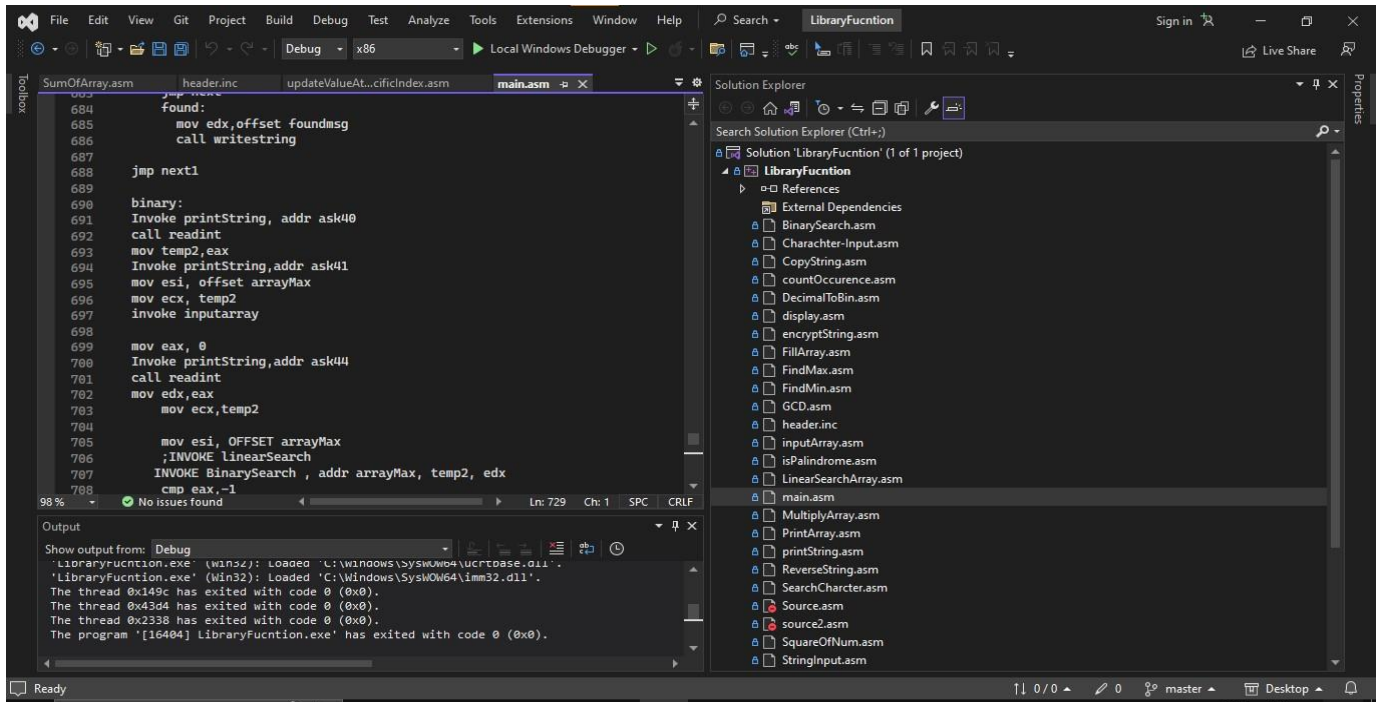 File Edit View Git Project Build Debug Test Analyze Tools Extensions Window Help Search LibraryFucntion Sign in
Debug x86 Local Windows Debugger Live Share
Toolbox
SumOfArray.asm header.inc updateValueAt...cificIndex.asm main.asm
683 jmp next
684 found:
685 mov edx,offset foundmsg
686 call writestring
687
688 jmp next1
689
690 binary:
691 Invoke printString, addr ask40
692 call readint
693 mov temp2,eax
694 Invoke printString,addr ask41
695 mov esi, offset arrayMax
696 mov ecx, temp2
697 invoke inputarray
698
699 mov eax, 0
700 Invoke printString,addr ask44
701 call readint
702 mov edx,eax
703 mov ecx,temp2
704
705 mov esi, OFFSET arrayMax
706 ;INVOKE linearSearch
707 INVOKE BinarySearch , addr arrayMax, temp2, edx
708 cmp eax,-1
98 % No issues found Ln: 729 Ch: 1 SPC CRLF
Output
Show output from: Debug
'LibraryFucntion.exe' (Win32): Loaded 'C:\Windows\SysWOW64\ucrtbase.dll'.
'LibraryFucntion.exe' (Win32): Loaded 'C:\Windows\SysWOW64\imm32.dll'.
The thread 0x149c has exited with code 0 (0x0).
The thread 0x43d4 has exited with code 0 (0x0).
The thread 0x2338 has exited with code 0 (0x0).
The program '[16404] LibraryFucntion.exe' has exited with code 0 (0x0).
Solution Explorer
Search Solution Explorer (Ctrl+;)
Solution 'LibraryFucntion' (1 of 1 project)
LibraryFucntion
References
External Dependencies
BinarySearch.asm
Charachter-Input.asm
CopyString.asm
countOccurence.asm
DecimalToBin.asm
display.asm
encryptString.asm
FillArray.asm
FindMax.asm
FindMin.asm
GCD.asm
header.inc
inputArray.asm
isPalindrome.asm
LinearSearchArray.asm
main.asm
MultiplyArray.asm
PrintArray.asm
printString.asm
ReverseString.asm
SearchCharcter.asm
Source.asm
source2.asm
SquareOfNum.asm
StringInput.asm
Properties
Ready 0 / 0 0 master Desktop